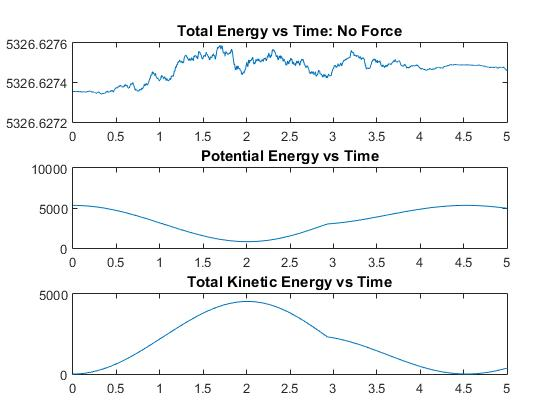 Total Energy vs Time: No Force
5326.6276
5326.6274
5326.6272
0 0.5 1 1.5 2 2.5 3 3.5 4 4.5 5
Potential Energy vs Time
10000
5000
0
0 0.5 1 1.5 2 2.5 3 3.5 4 4.5 5
Total Kinetic Energy vs Time
5000
0
0 0.5 1 1.5 2 2.5 3 3.5 4 4.5 5